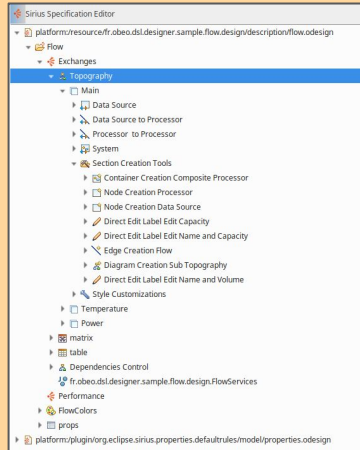 Sirius Specification Editor
platform:/resource/fr.obeo.dsl.designer.sample.flow.design/description/flow.odesign
Flow
Exchanges
Topography
Main
Data Source
Data Source to Processor
Processor to Processor
System
Section Creation Tools
Container Creation Composite Processor
Node Creation Processor
Node Creation Data Source
Direct Edit Label Edit Capacity
Direct Edit Label Edit Name and Capacity
Edge Creation Flow
Diagram Creation Sub Topography
Direct Edit Label Edit Name and Volume
Style Customizations
Temperature
Power
matrix
table
Dependencies Control
fr.obeo.dsl.designer.sample.flow.design.FlowServices
Performance
FlowColors
props
platform:/plugin/org.eclipse.sirius.properties.defaultrules/model/properties.odesign